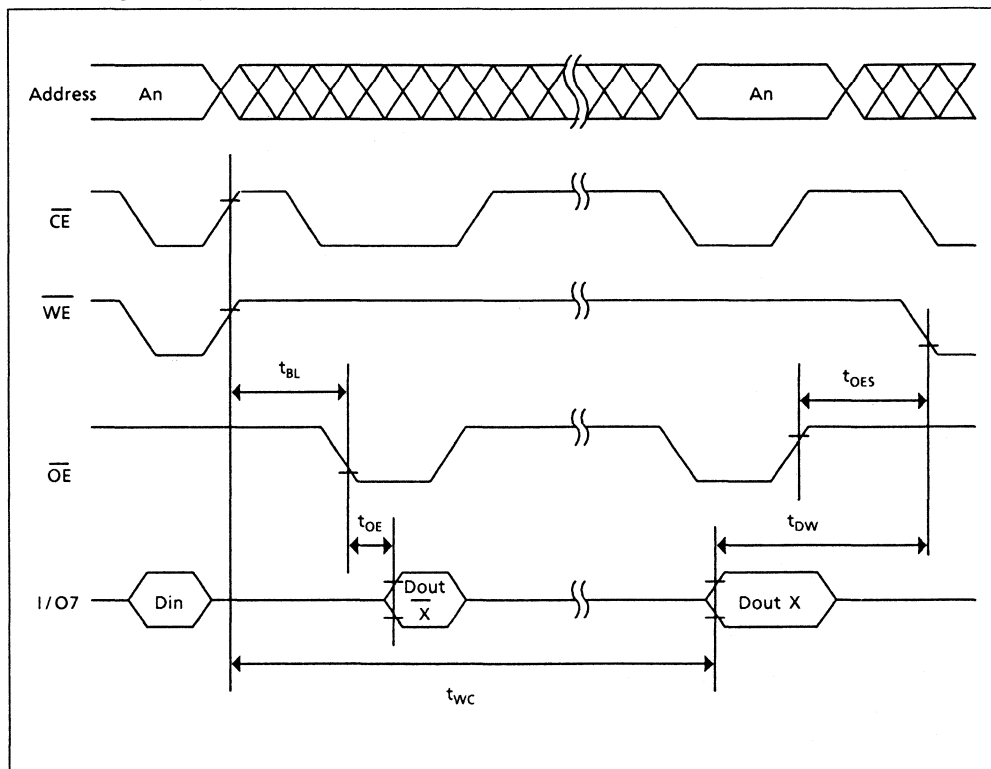 Address An An
CE
WE
tBL
tOES
OE
tOE
tDW
I/O7 Din Dout X Dout X
tWC